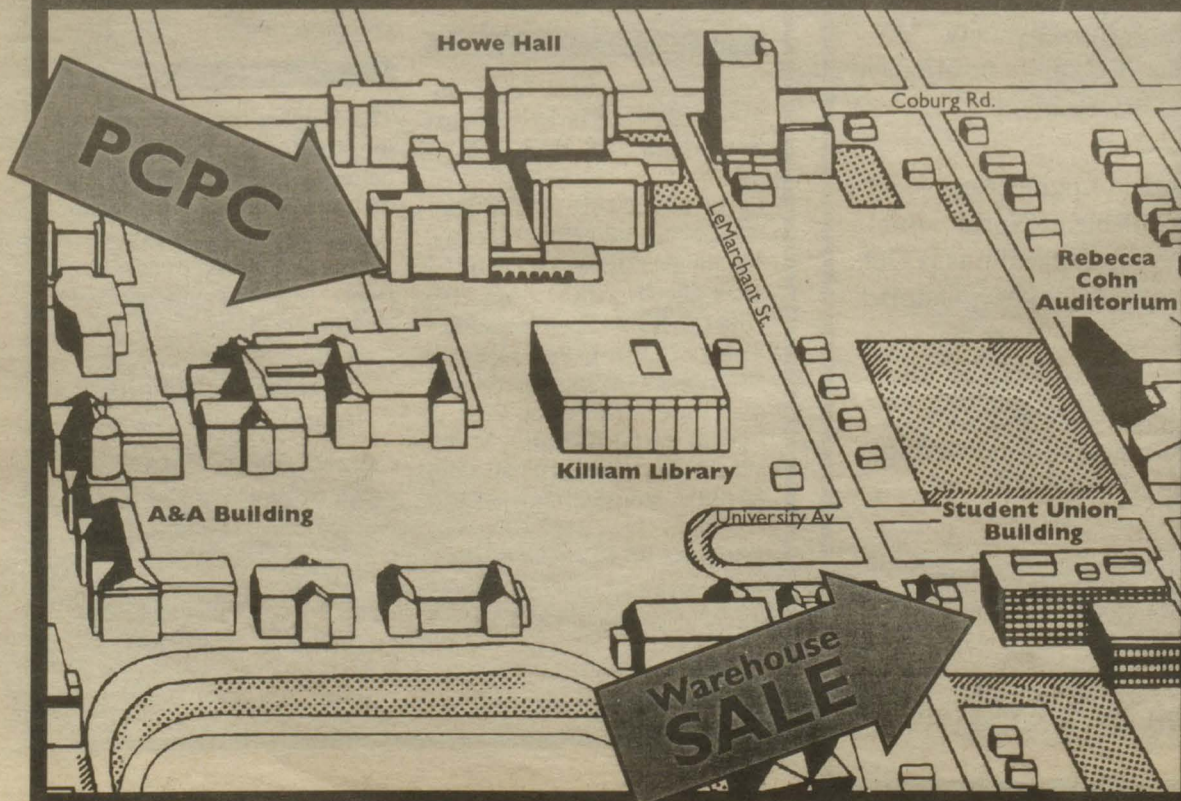 Howe Hall
PCPC
Coburg Rd.
LeMarchant St.
Rebecca
Cohn
Auditorium
Killiam Library
A&A Building
University Av
Student Union
Building
Warehouse
SALE